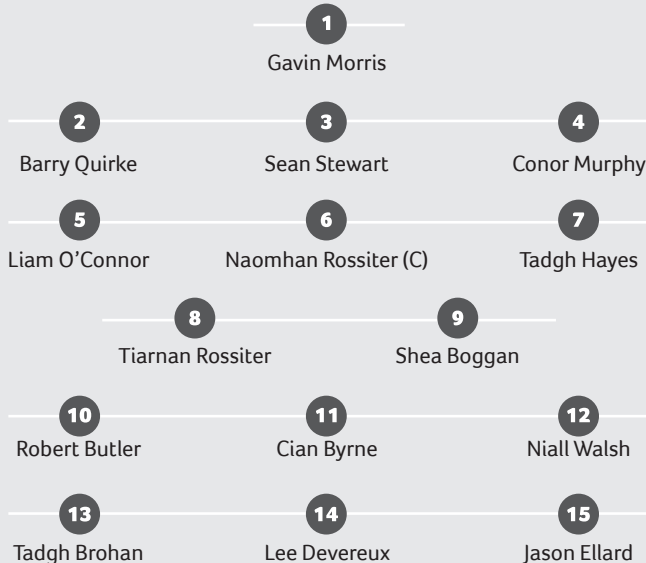 1
Gavin Morris
2 3 4
Barry Quirke Sean Stewart Conor Murphy
5 6 7
Liam O’Connor Naomhan Rossiter (C) Tadgh Hayes
8 9
Tiarnan Rossiter Shea Boggan
10 11 12
Robert Butler Cian Byrne Niall Walsh
13 14 15
Tadgh Brohan Lee Devereux Jason Ellard